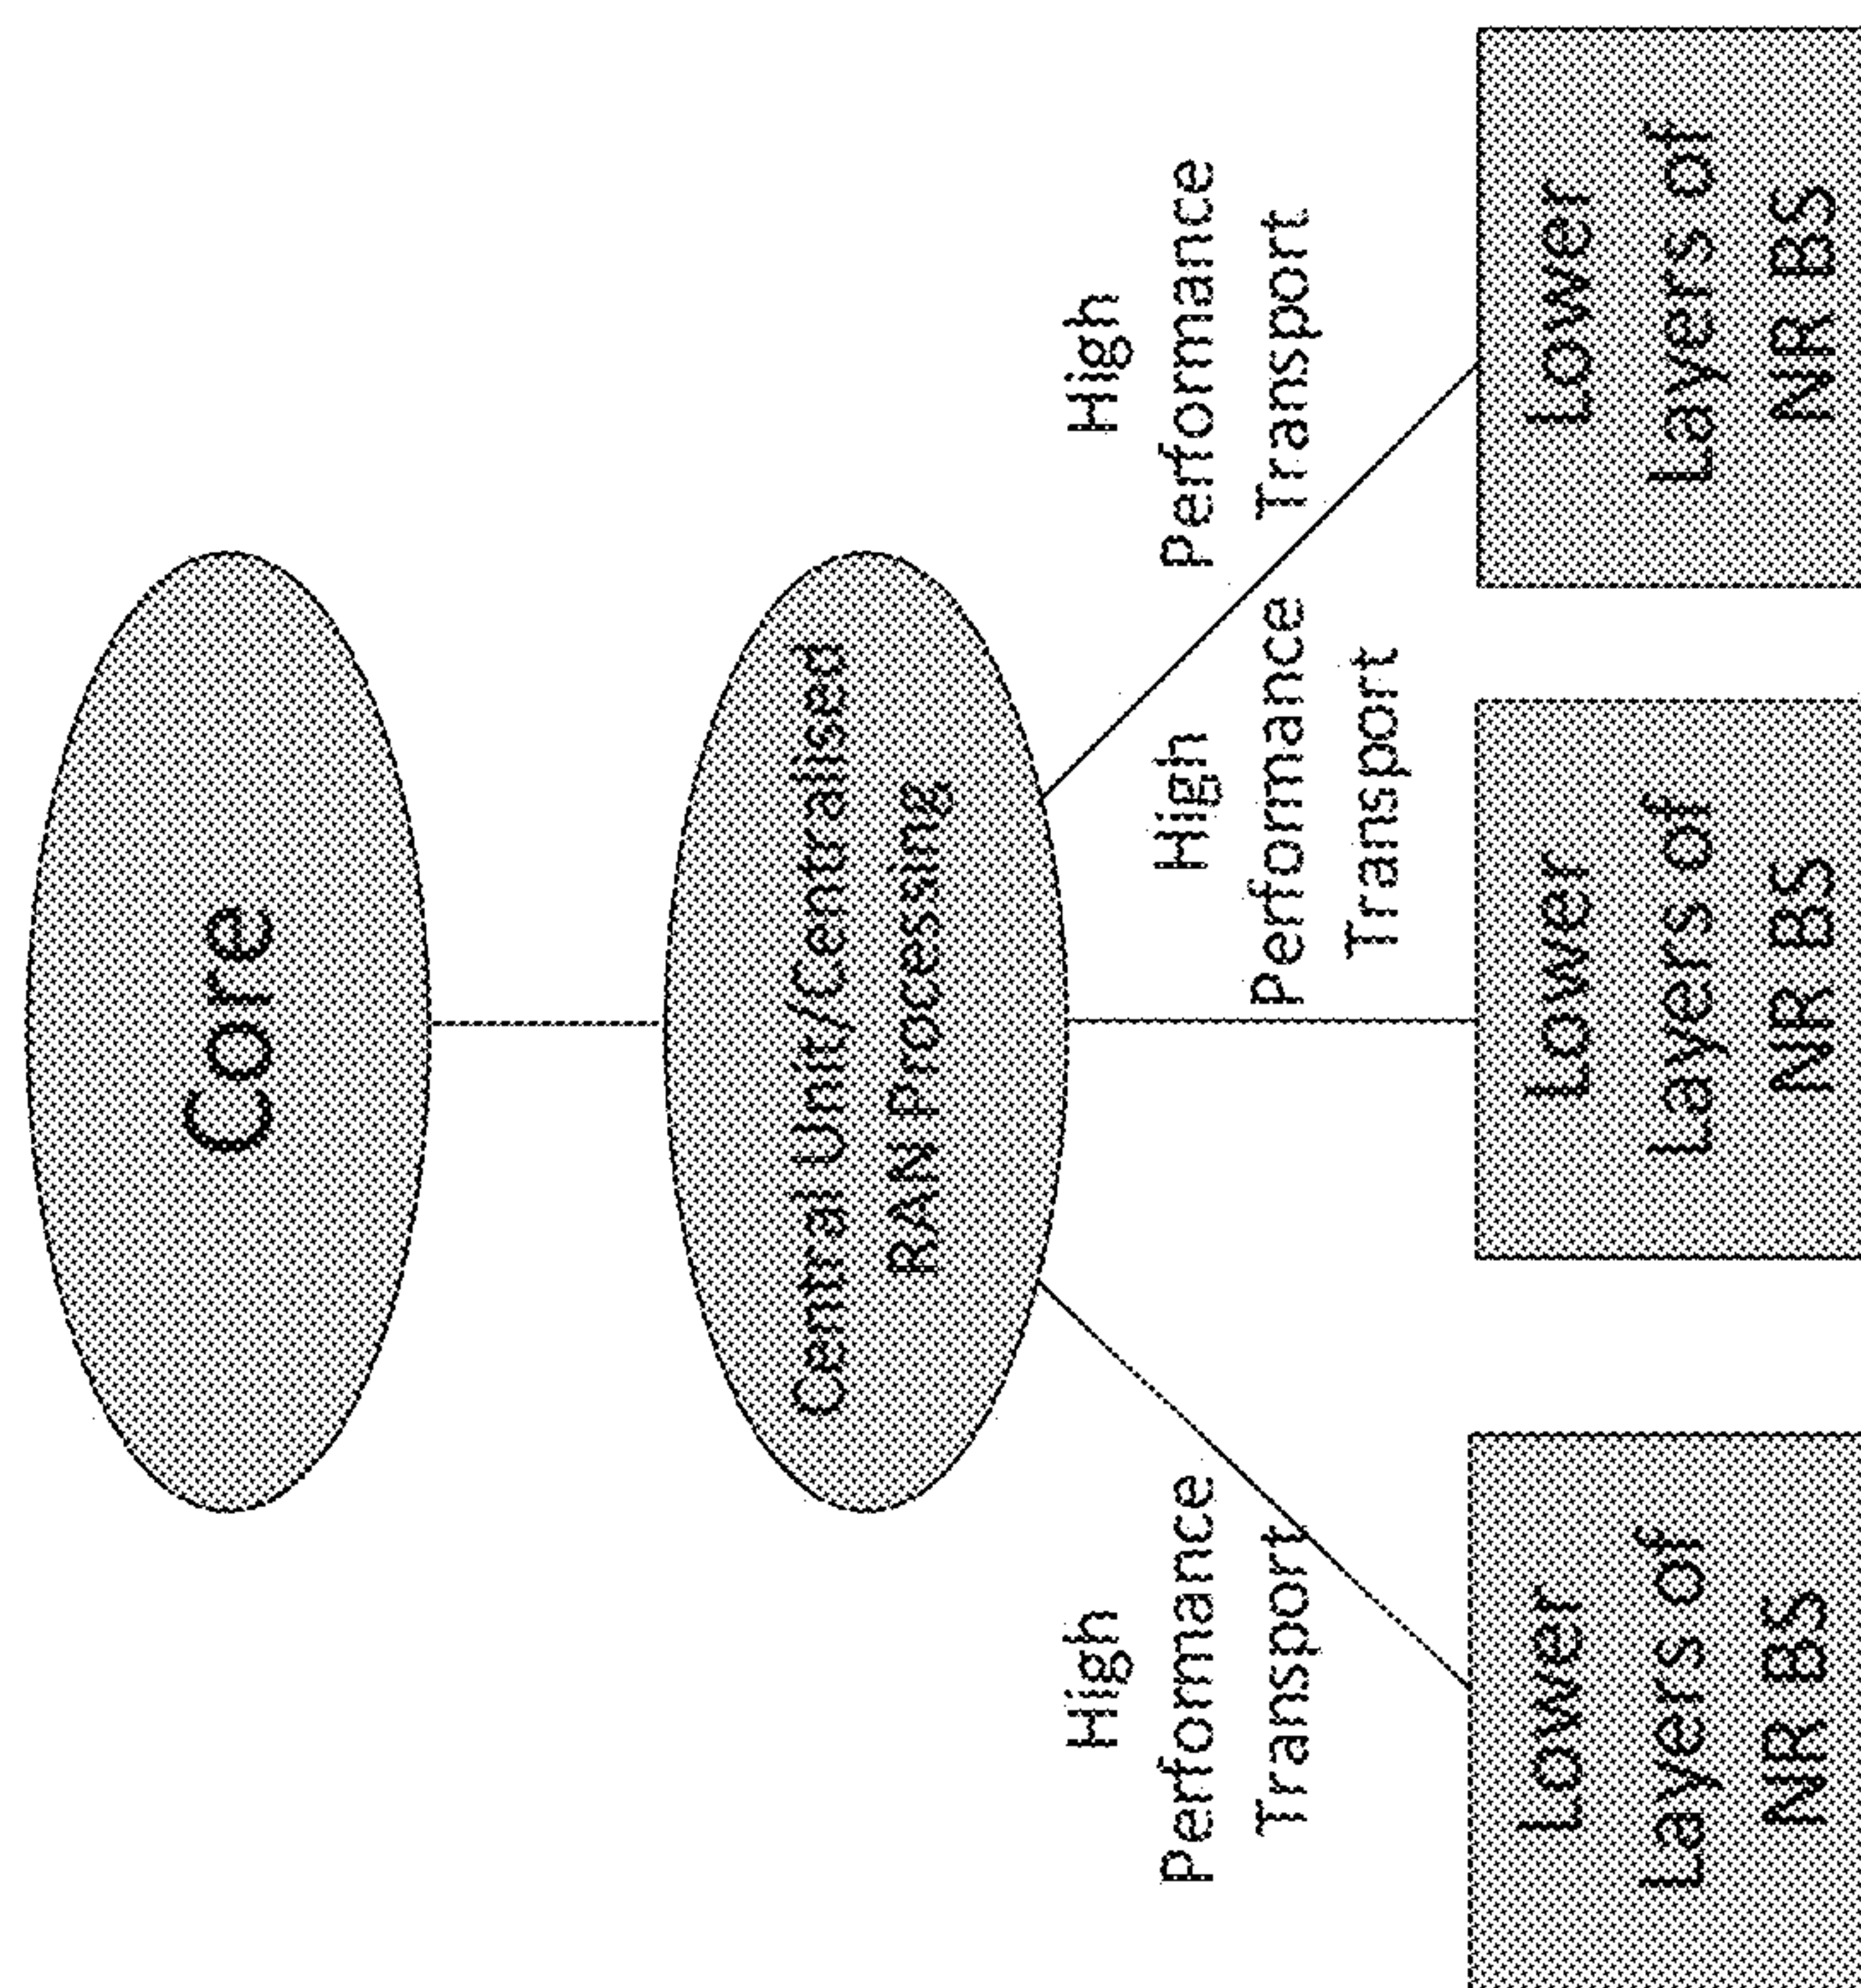 Core
Central Unit/Centralised
RAN Processing
High
Performance
Transport
High
Performance
Transport
High
Performance
Transport
Lower
Layers of
NR BS
Lower
Layers of
NR BS
Lower
Layers of
NR BS